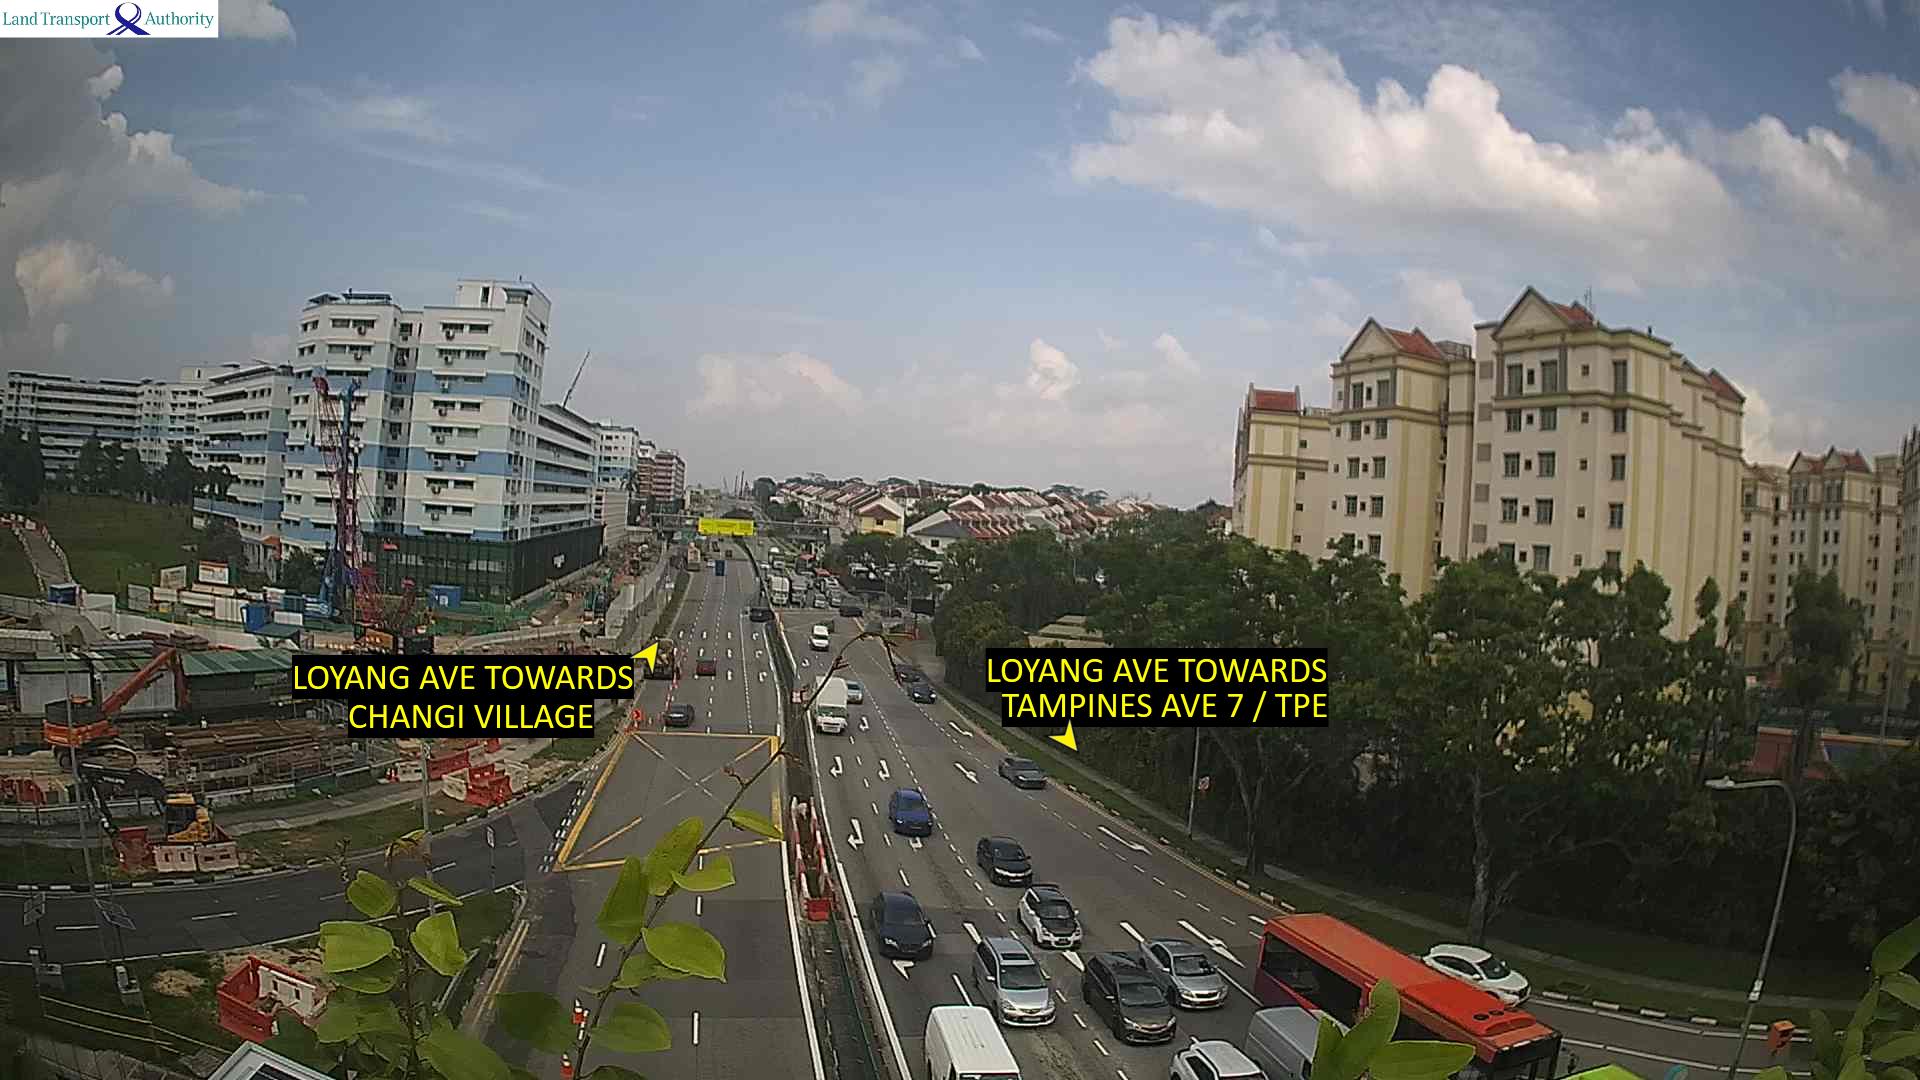 Land Transport Authority
LOYANG AVE TOWARDS
CHANGI VILLAGE
LOYANG AVE TOWARDS
TAMPINES AVE 7 / TPE